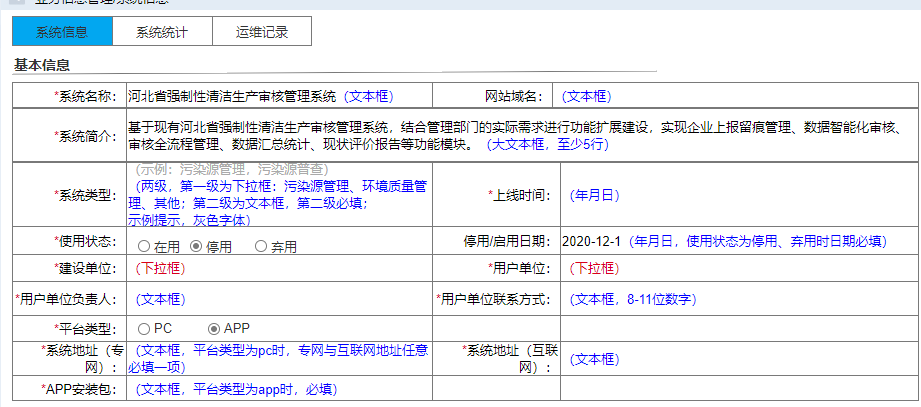 业务信息管理/系统信息
系统信息 系统统计 运维记录
基本信息
*系统名称： 河北省强制性清洁生产审核管理系统（文本框） 网站域名：（文本框）
*系统简介： 基于现有河北省强制性清洁生产审核管理系统，结合管理部门的实际需求进行功能扩展建设，实现企业上报留痕管理、数据智能化审核、
审核全流程管理、数据汇总统计、现状评价报告等功能模块。（大文本框，至少5行）
（示例：污染源管理，污染源普查）
*系统类型：（两级，第一级为下拉框：污染源管理、环境质量管
理、其他；第二级为文本框，第二级必填；
示例提示，灰色字体）
*上线时间：（年月日）
*使用状态： 在用 停用 弃用 停用/启用日期： 2020-12-1（年月日，使用状态为停用、弃用时日期必填）
*建设单位：（下拉框） *用户单位：（下拉框）
*用户单位负责人：（文本框） *用户单位联系方式：（文本框，8-11位数字）
*平台类型： PC APP
*系统地址（专
网）：（文本框，平台类型为pc时，专网与互联网地址任意
必填一项）
*系统地址（互联
网）：（文本框）
*APP安装包：（文本框，平台类型为app时，必填）